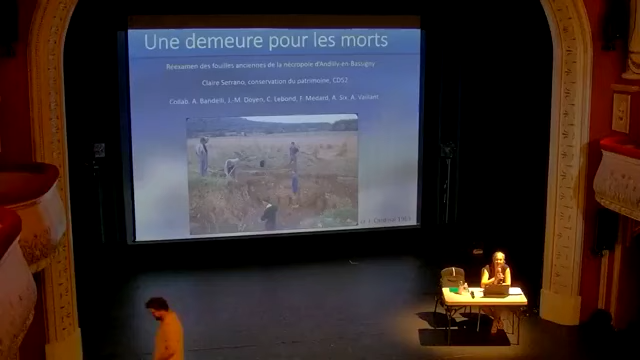 Une demeure pour les morts
Réexamen des fouilles anciennes de la nécropole d'Andilly-en-Bassigny
Claire Serrano, conservation du patrimoine, CD52
Collab. A. Bandelli, J.-M. Doyen, C. Lebond, F. Médard, A. Six, A. Vaillant